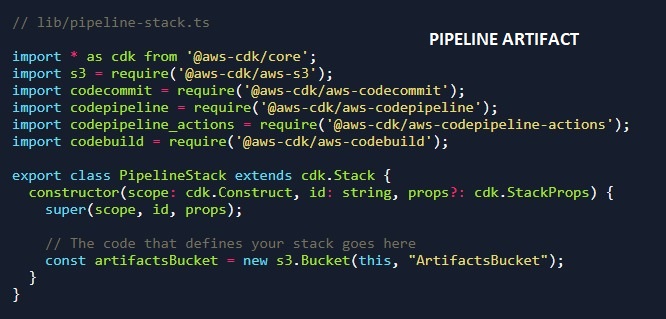 // lib/pipeline-stack.ts
PIPELINE ARTIFACT
import * as cdk from '@aws-cdk/core';
import s3 = require('@aws-cdk/aws-s3');
import codecommit = require('@aws-cdk/aws-codecommit');
import codepipeline = require('@aws-cdk/aws-codepipeline');
import codepipeline_actions = require('@aws-cdk/aws-codepipeline-actions');
import codebuild = require('@aws-cdk/aws-codebuild');

export class PipelineStack extends cdk.Stack {
  constructor(scope: cdk.Construct, id: string, props?: cdk.StackProps) {
    super(scope, id, props);

    // The code that defines your stack goes here
    const artifactsBucket = new s3.Bucket(this, "ArtifactsBucket");
  }
}